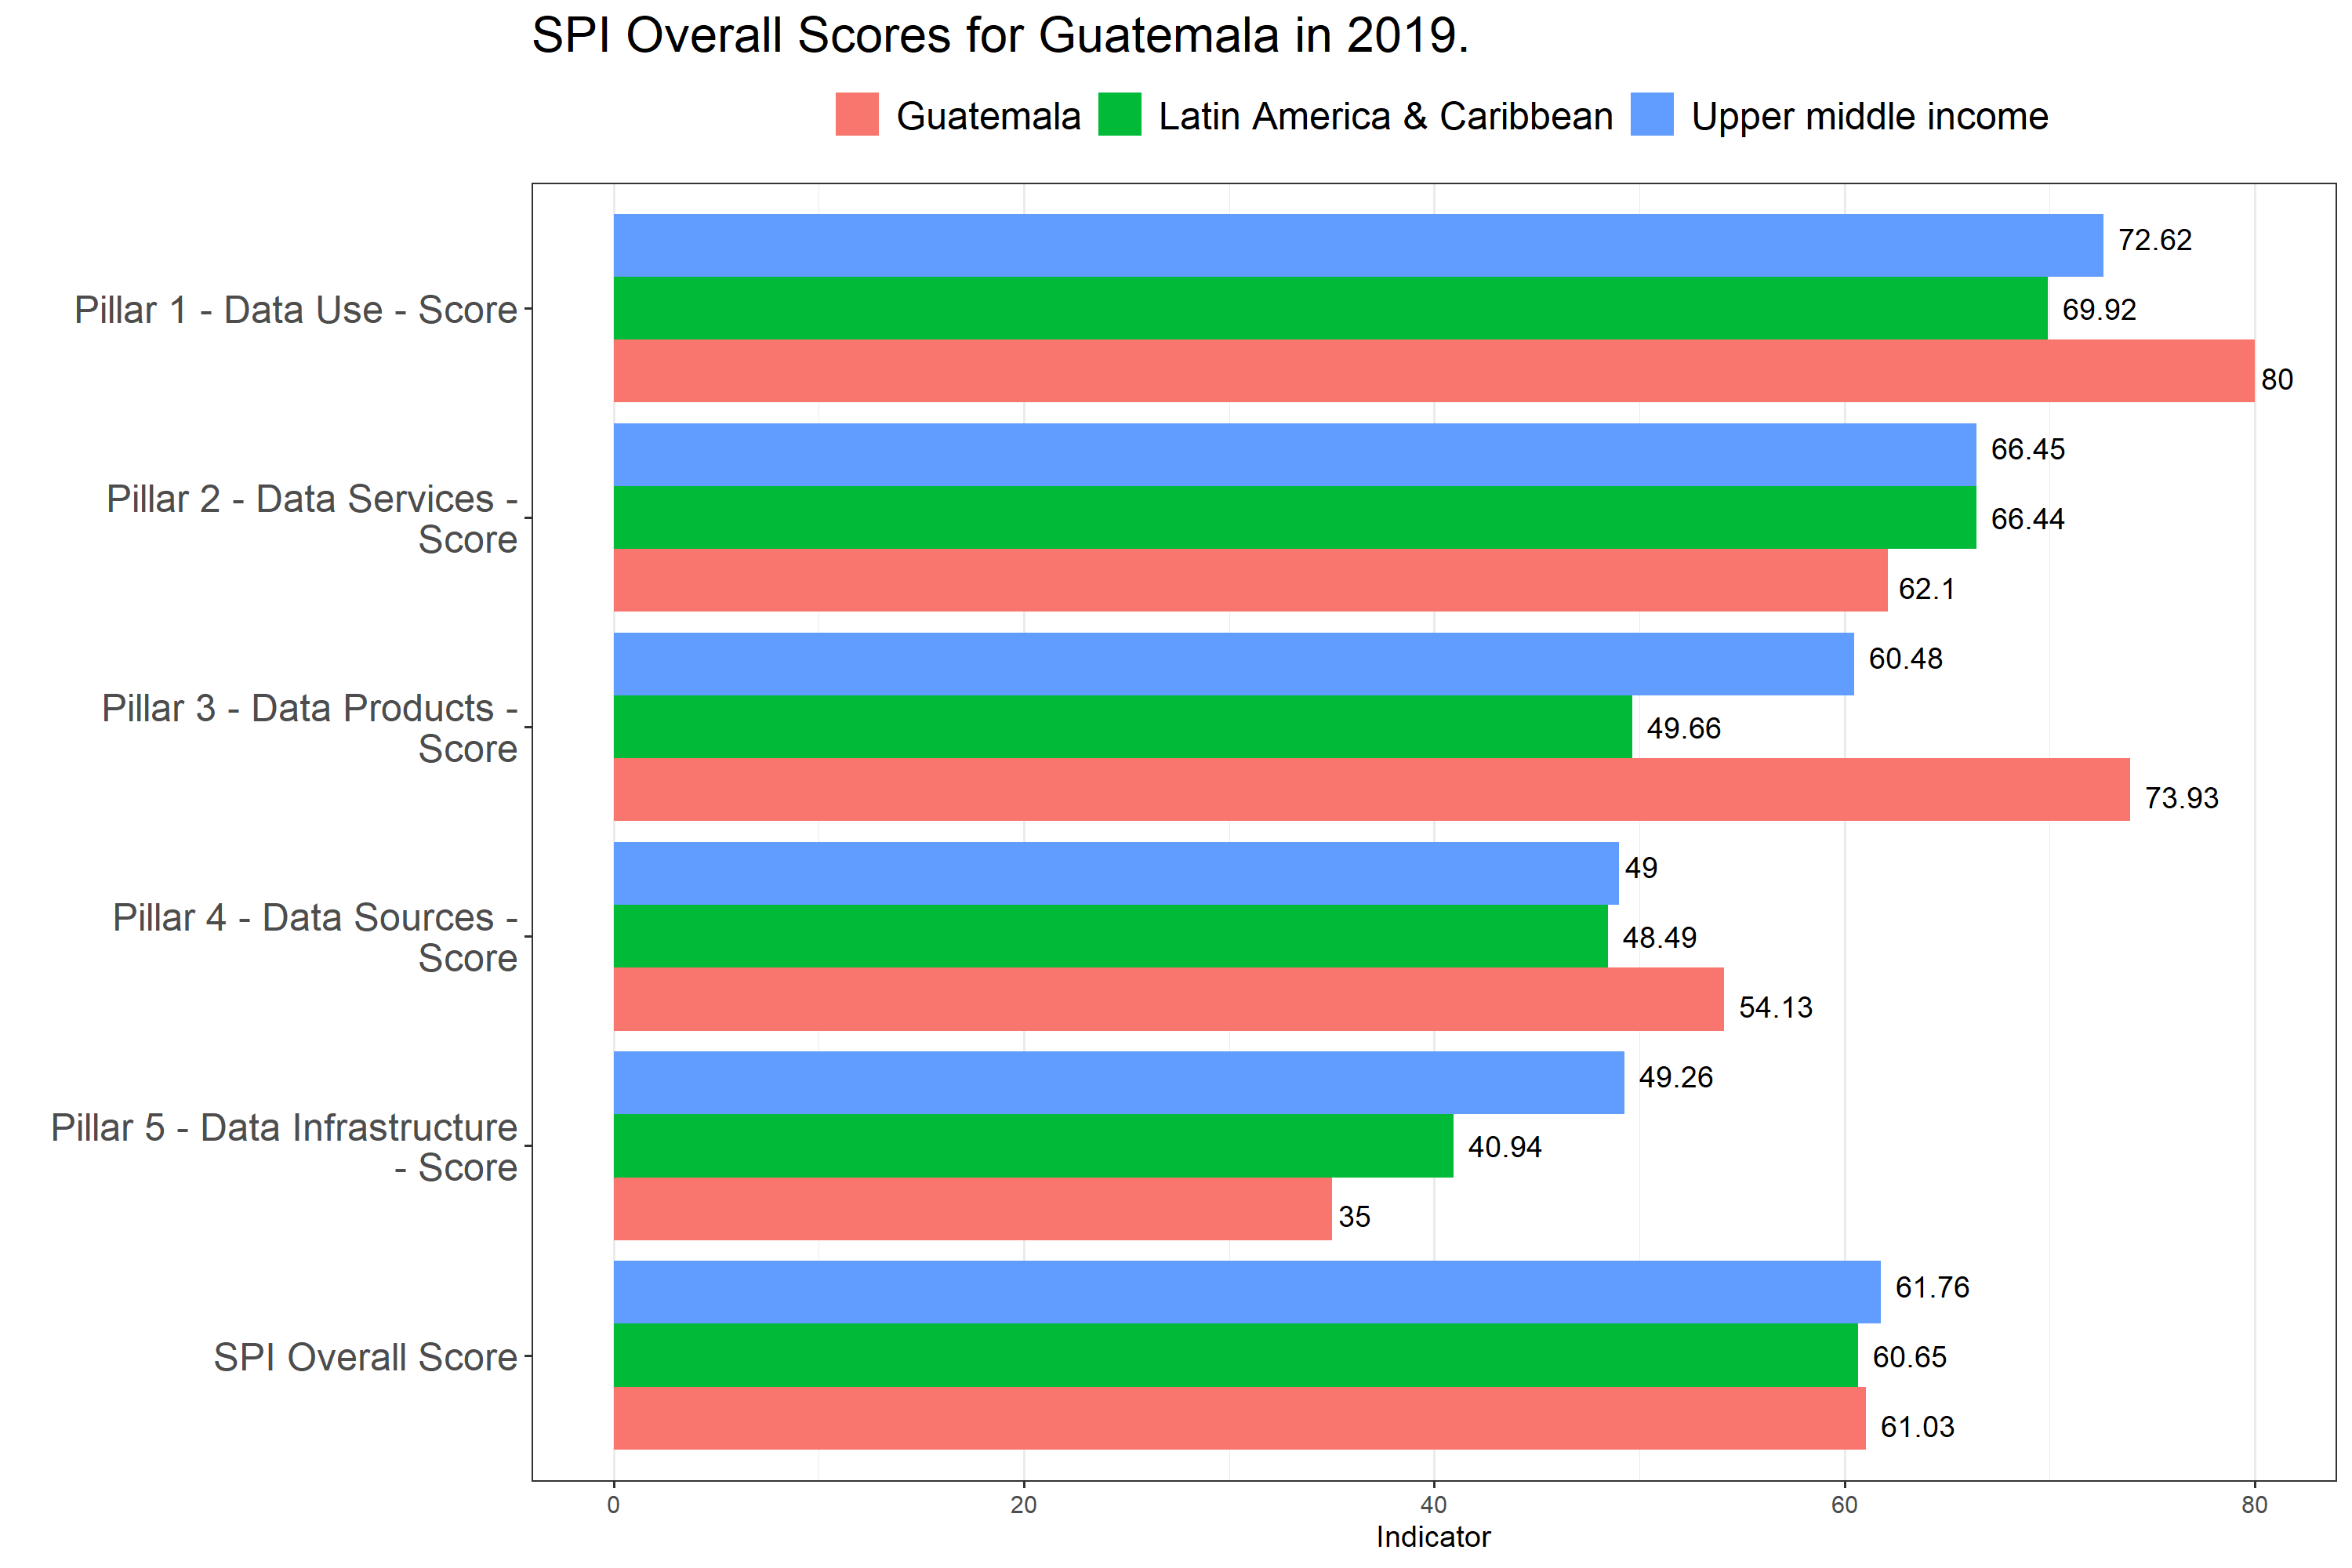 SPI Overall Scores for Guatemala in 2019.
Guatemala Latin America & Caribbean Upper middle income
72.62
Pillar 1 - Data Use - Score
69.92
80
66.45
Pillar 2 - Data Services -
Score
66.44
62.1
60.48
Pillar 3 - Data Products -
Score
49.66
73.93
49
Pillar 4 - Data Sources -
Score
48.49
54.13
49.26
Pillar 5 - Data Infrastructure
- Score
40.94
35
61.76
SPI Overall Score
60.65
61.03
0 20 40 60 80
Indicator